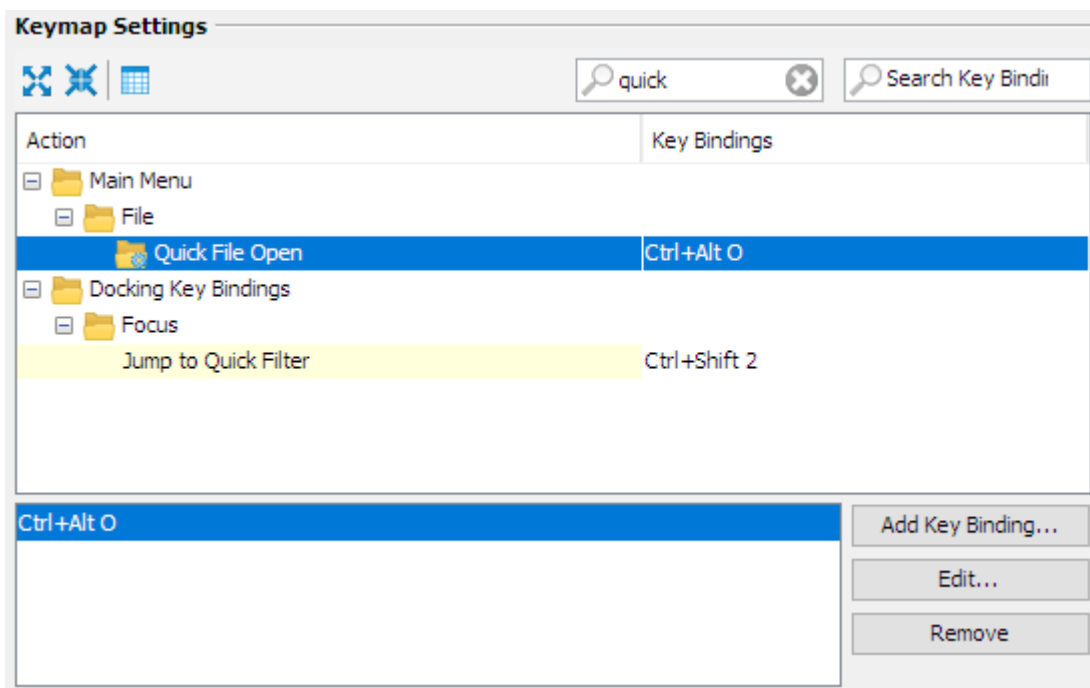 Keymap Settings
quick
Search Key Bindin
Action Key Bindings
Main Menu
File
Quick File Open Ctrl+Alt O
Docking Key Bindings
Focus
Jump to Quick Filter Ctrl+Shift 2
Ctrl+Alt O
Add Key Binding...
Edit...
Remove